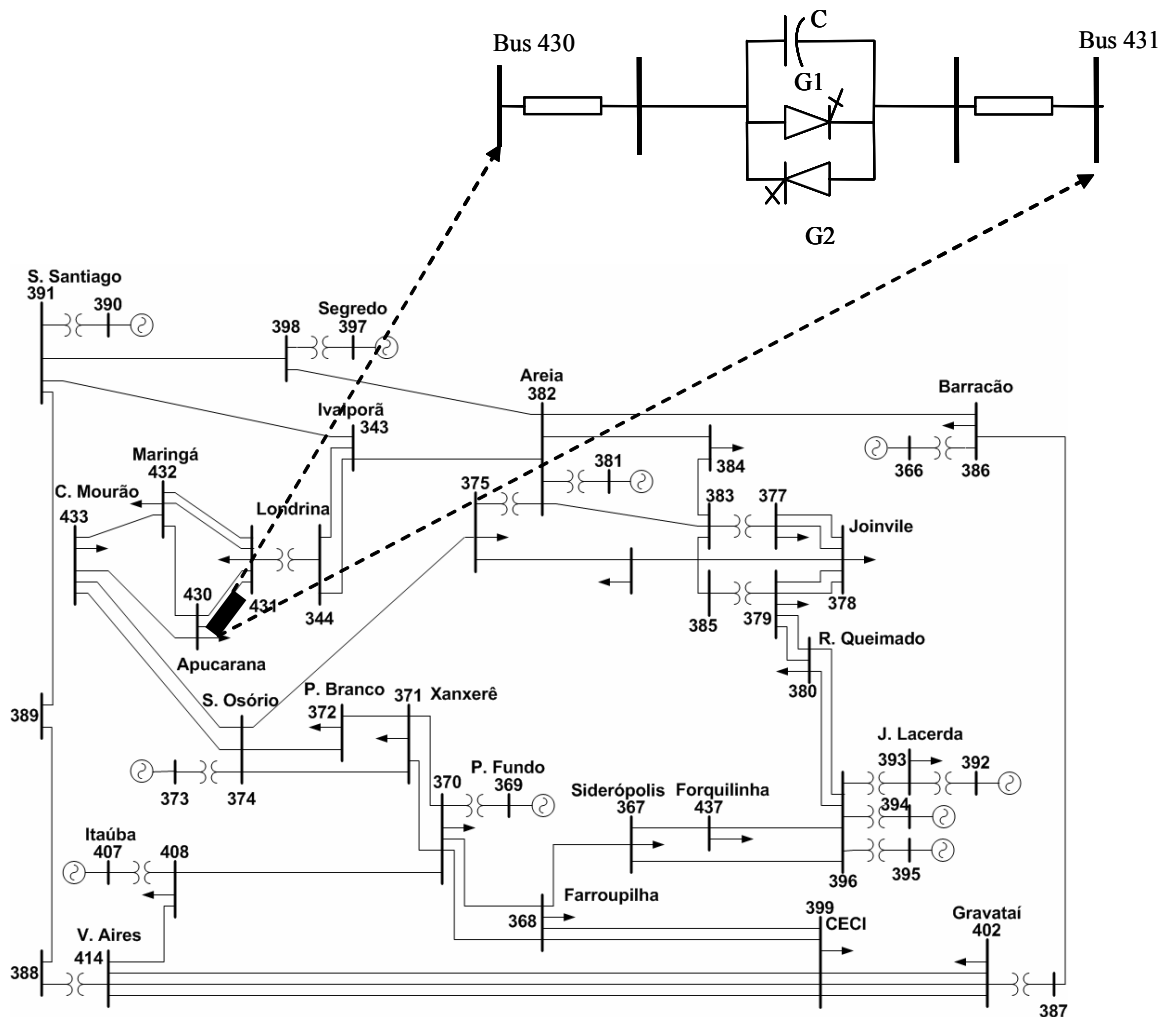 C
Bus 430
Bus 431
G1
G2
S. Santiago
391
390
Segredo
398
397
Areia
382
Barracão
Ivaiporã
343
Maringá
432
381
384
366
386
C. Mourão
375
433
Londrina
383
377
Joinvile
430
431
344
385
379
378
Apucarana
R. Queimado
380
S. Osório
P. Branco
371
Xanxerê
372
389
J. Lacerda
370
P. Fundo
369
393
392
373
374
Siderópolis
367
Forquilinha
437
394
Itaúba
407
408
395
396
Farroupilha
368
399
CECI
Gravataí
402
V. Aires
414
388
387